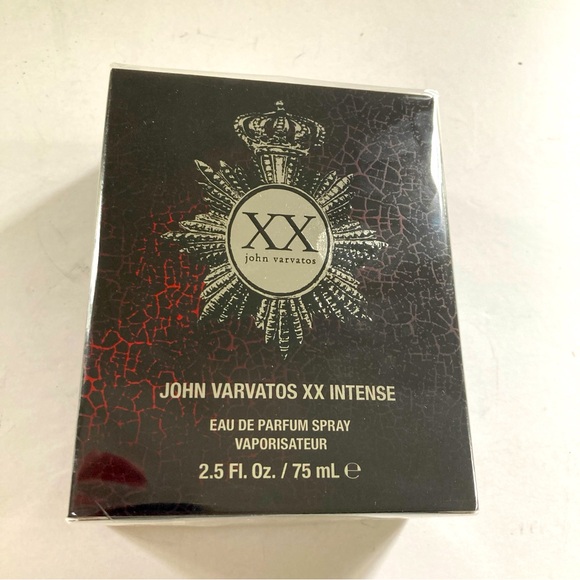 XX
john varvatos
JOHN VARVATOS XX INTENSE
EAU DE PARFUM SPRAY
VAPORISATEUR
2.5 Fl. Oz. / 75 mL ℮